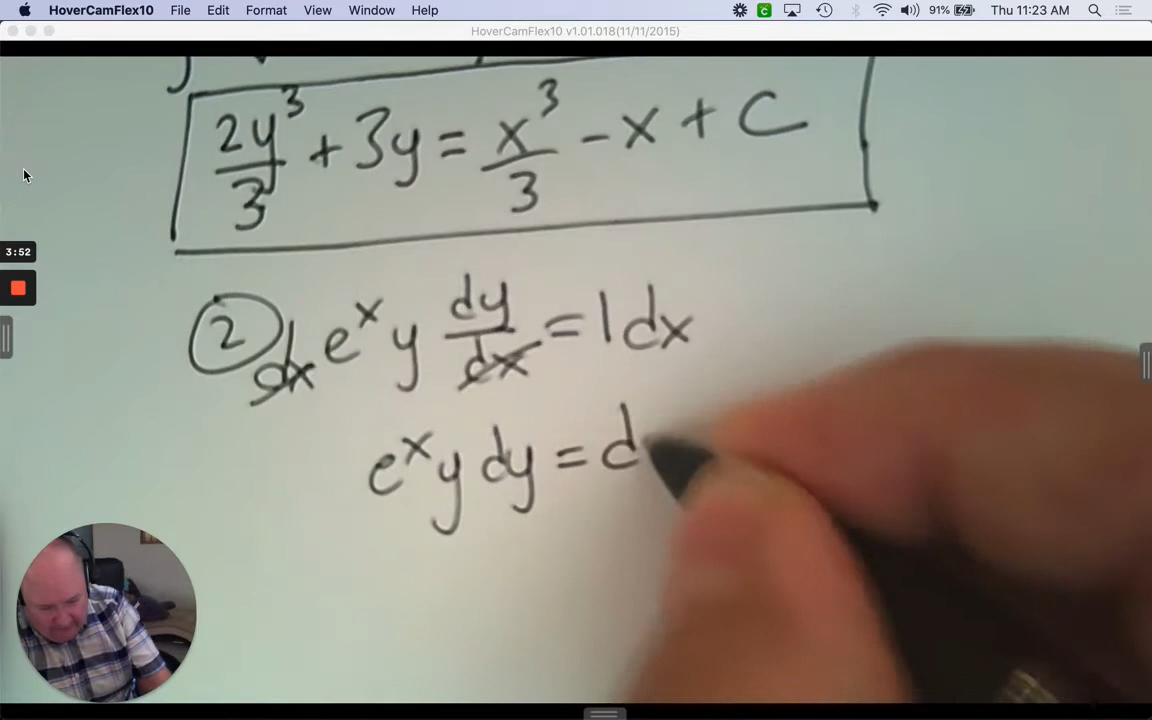 HoverCamFlex10 File Edit Format View Window Help 91% Thu 11:23 AM
HoverCamFlex10 v1.01.018(11/11/2015)
2y³/3 + 3y = x³/3 - x + C
3:52
② dx eˣ y dy/dx = 1 dx
eˣ y dy = d